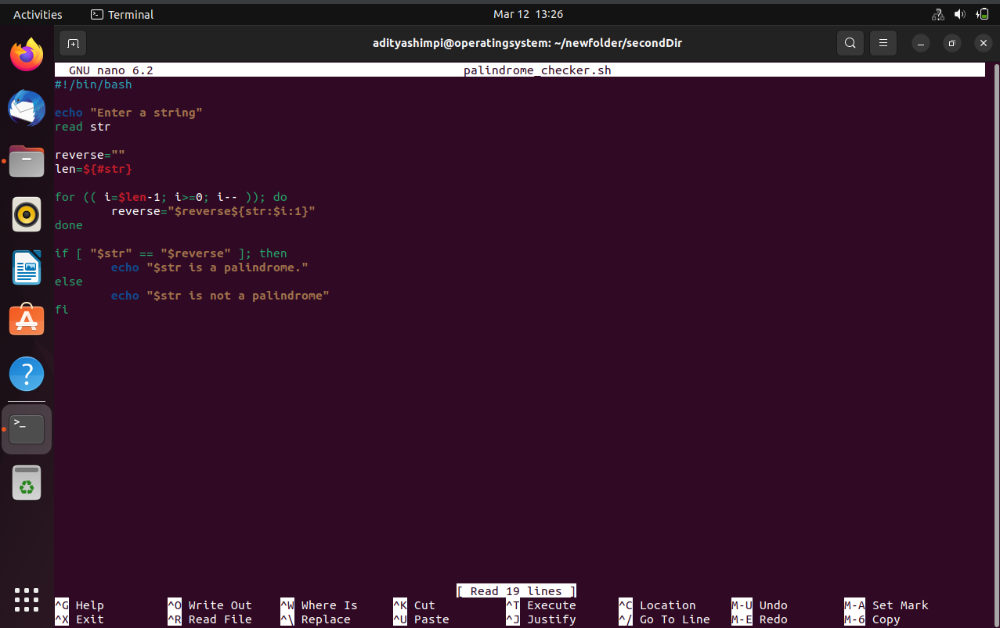 Activities Terminal Mar 12 13:26
adityashimpi@operatingsystem: ~/newfolder/secondDir
GNU nano 6.2 palindrome_checker.sh
#!/bin/bash

echo "Enter a string"
read str

reverse=""
len=${#str}

for (( i=$len-1; i>=0; i-- )); do
        reverse="$reverse${str:$i:1}"
done

if [ "$str" == "$reverse" ]; then
        echo "$str is a palindrome."
else
        echo "$str is not a palindrome"
fi
[ Read 19 lines ]
^G Help ^O Write Out ^W Where Is ^K Cut ^T Execute ^C Location M-U Undo M-A Set Mark
^X Exit ^R Read File ^\ Replace ^U Paste ^J Justify ^/ Go To Line M-E Redo M-6 Copy